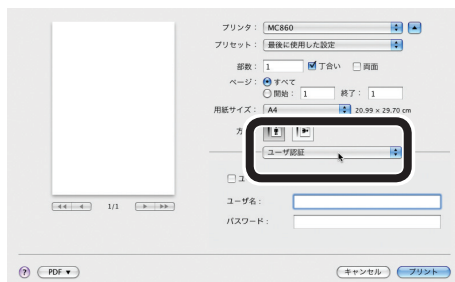 プリンタ： MC860
プリセット： 最後に使用した設定
部数： 1 丁合い 両面
ページ： すべて
開始： 1 終了： 1
用紙サイズ： A4 20.99 × 29.70 cm
方
ユーザ認証
ユ
ユーザ名：
パスワード：
1/1
? PDF ▼ キャンセル プリント